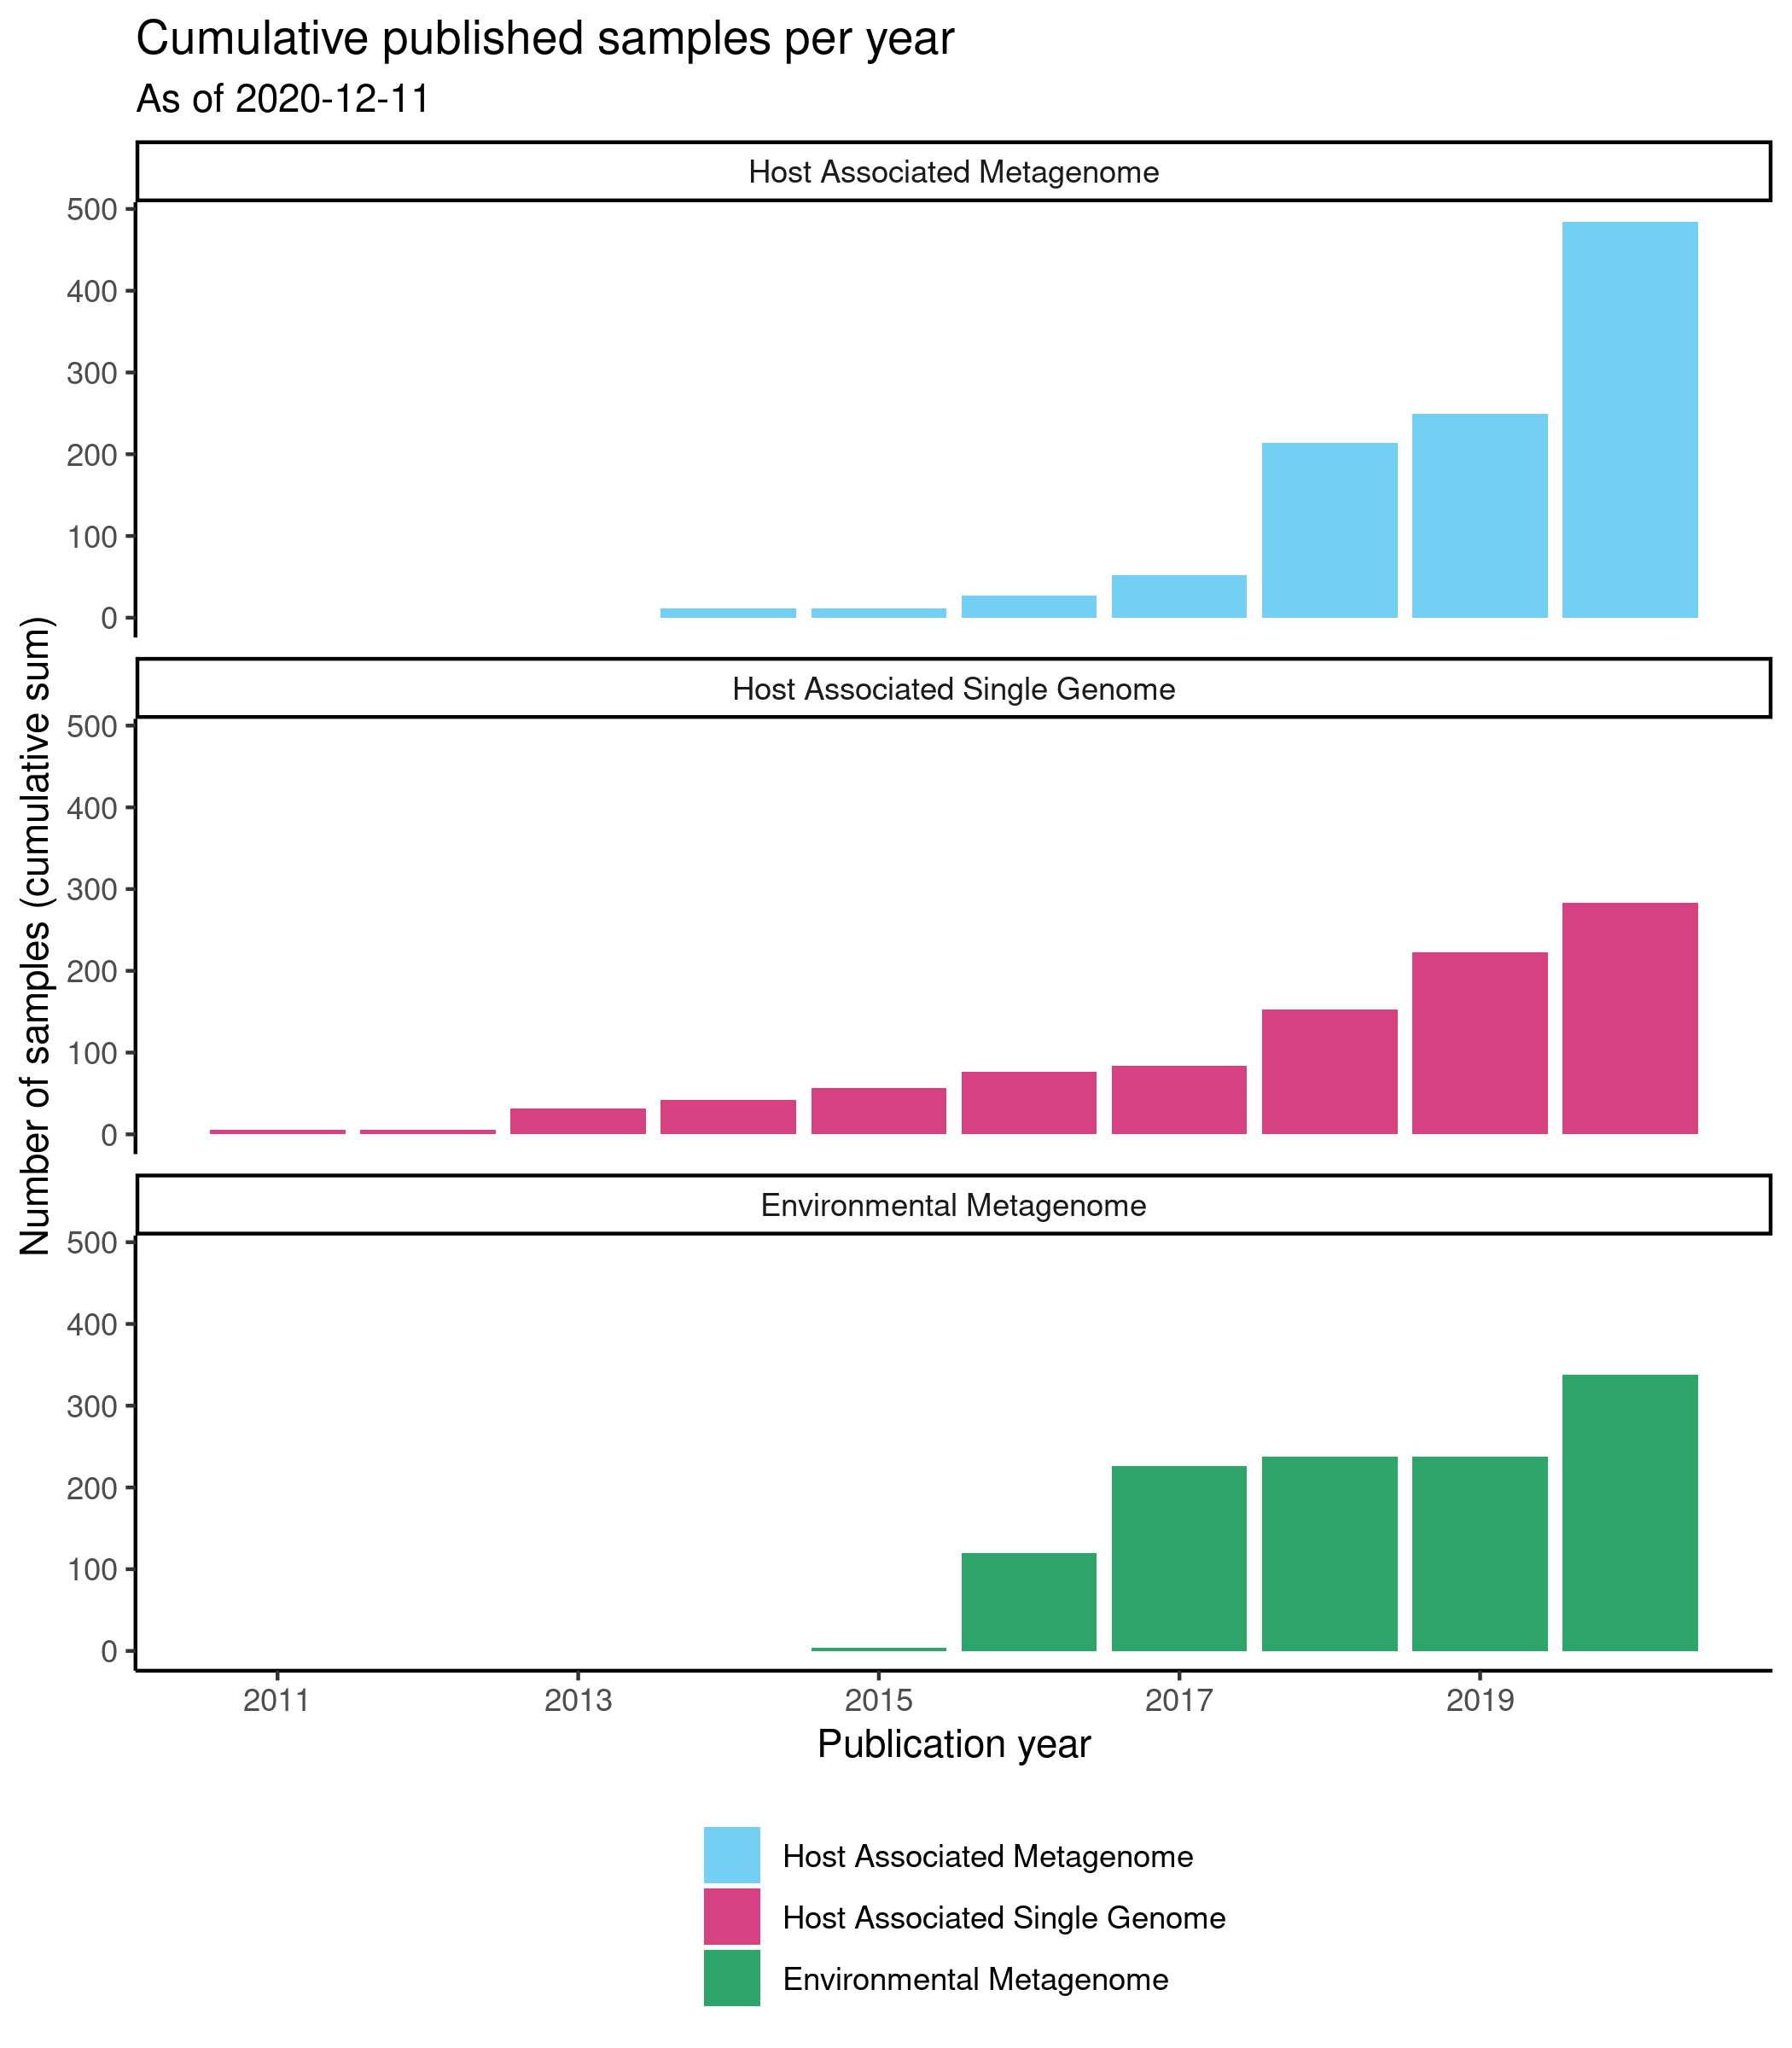 Cumulative published samples per year
As of 2020-12-11
Host Associated Metagenome
500
400
300
200
100
0
Host Associated Single Genome
500
400
300
200
100
0
Environmental Metagenome
500
400
300
200
100
0
Number of samples (cumulative sum)
2011 2013 2015 2017 2019
Publication year
Host Associated Metagenome
Host Associated Single Genome
Environmental Metagenome